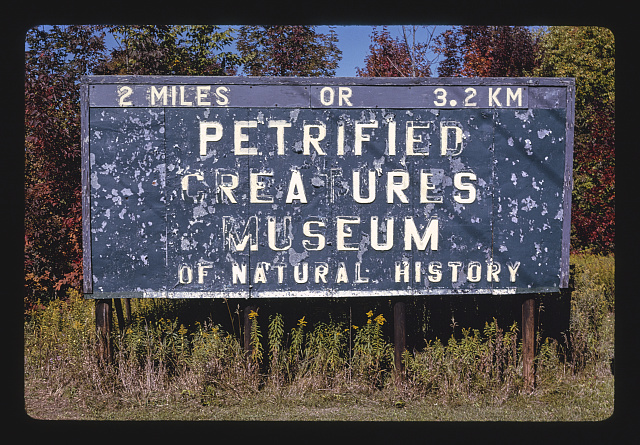 2 MILES OR 3.2 KM
PETRIFIED
CREATURES
MUSEUM
OF NATURAL HISTORY